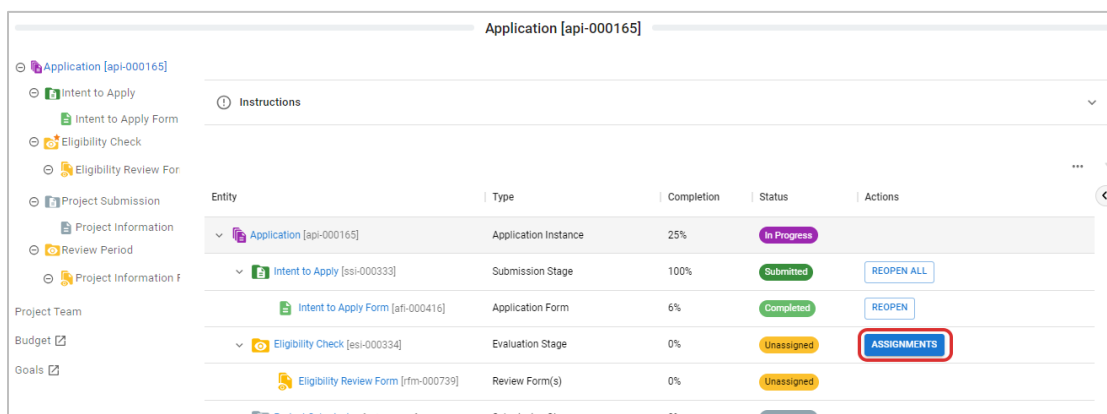 Application [api-000165]
Application [api-000165]
Intent to Apply
Intent to Apply Form
Eligibility Check
Eligibility Review For
Project Submission
Project Information
Review Period
Project Information F
Project Team
Budget
Goals
Instructions
Entity Type Completion Status Actions
Application [api-000165] Application Instance 25% In Progress
Intent to Apply [ssi-000333] Submission Stage 100% Submitted REOPEN ALL
Intent to Apply Form [afi-000416] Application Form 6% Completed REOPEN
Eligibility Check [esi-000334] Evaluation Stage 0% Unassigned ASSIGNMENTS
Eligibility Review Form [rfm-000739] Review Form(s) 0% Unassigned